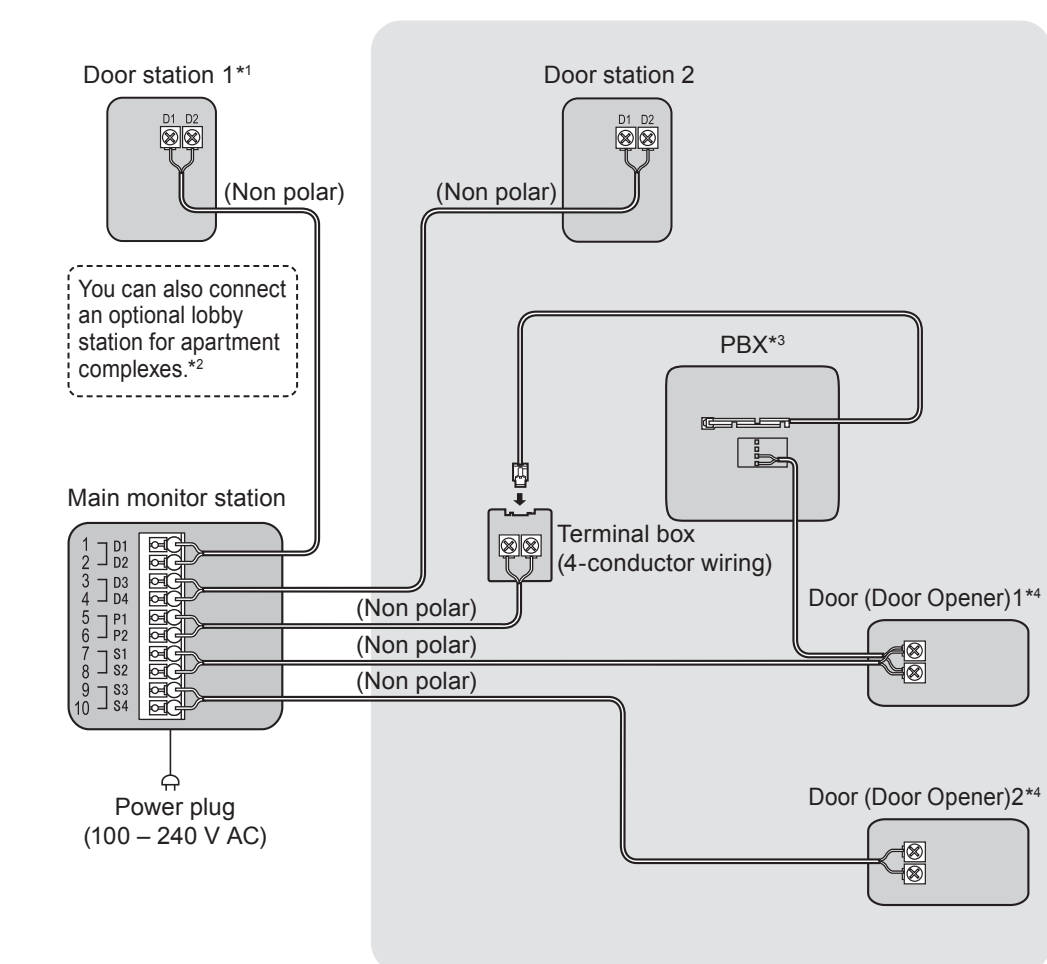 Door station 1*1
Door station 2
D1 D2
D1 D2
(Non polar)
(Non polar)
You can also connect
an optional lobby
station for apartment
complexes.*2
PBX*3
Main monitor station
Terminal box
(4-conductor wiring)
1 D1
2 D2
3 D3
4 D4
5 P1
6 P2
7 S1
8 S2
9 S3
10 S4
(Non polar)
(Non polar)
(Non polar)
Door (Door Opener)1*4
Door (Door Opener)2*4
Power plug
(100 – 240 V AC)